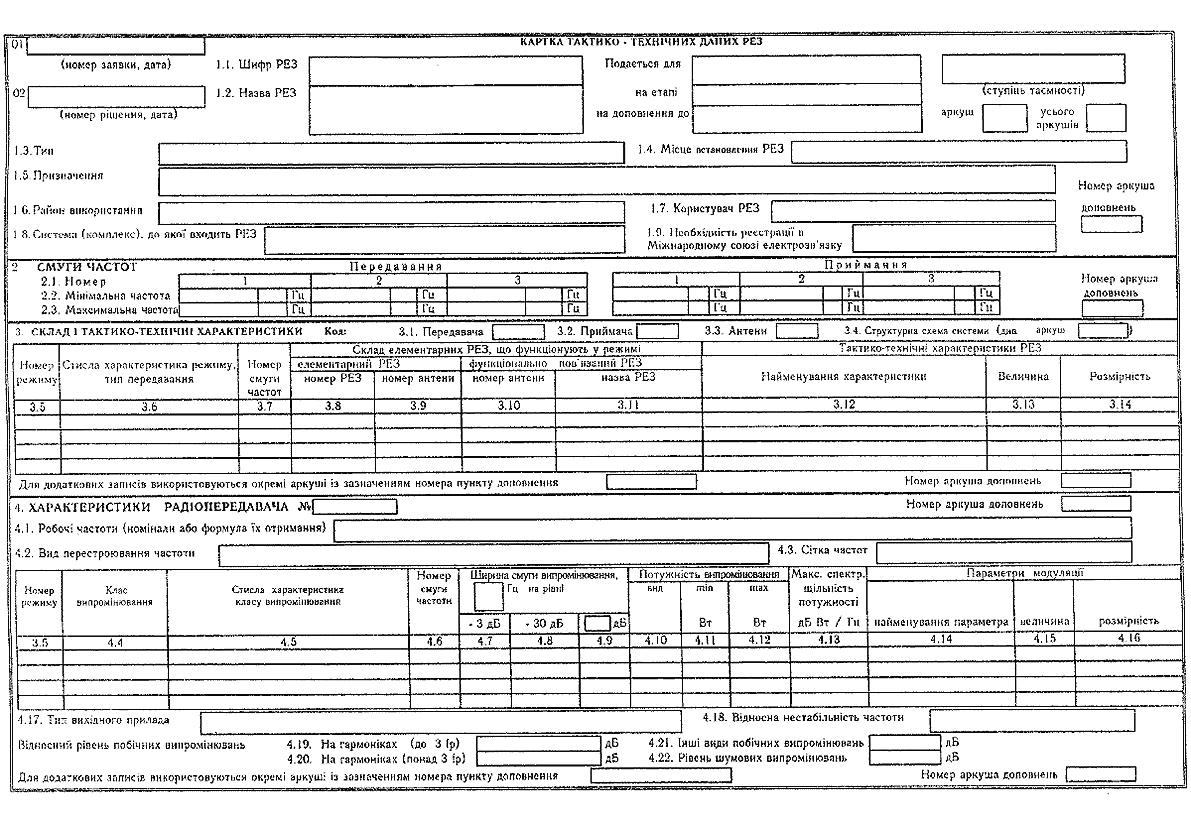 01 КАРТКА ТАКТИКО - ТЕХНІЧНИХ ДАНИХ РЕЗ
(номер заявки, дата) 1.1. Шифр РЕЗ Подається для
02 1.2. Назва РЕЗ на етапі (ступінь таємності)
(номер рішення, дата) на доповнення до аркуш усього
аркушів
1.3. Тип 1.4. Місце встановлення РЕЗ
1.5. Призначення Номер аркуша
доповнень
1 6. Район використання 1.7. Користувач РЕЗ
1 8. Система (комплекс), до якої входить РЕЗ 1.9. Необхідність реєстрації в
Міжнародному союзі електрозв'язку
2 СМУГИ ЧАСТОТ Передавання Приймання
2.1. Номер 1 2 3 1 2 3 Номер аркуша
2.2. Мінімальна частота Гц Гц Гц Гц Гц Гц доповнень
2.3. Максимальна частота Гц Гц Гц Гц Гц Гц
3. СКЛАД І ТАКТИКО-ТЕХНІЧНІ ХАРАКТЕРИСТИКИ Код: 3.1. Передавача 3.2. Приймача 3.3. Антени 3.4. Структурна схема системи (див. аркуш )
Склад елементарних РЕЗ, що функціонують у режимі Тактико-технічні характеристики РЕЗ
Номер режиму Стисла характеристика режиму, тип передавання Номер смуги частот елементарний РЕЗ функціонально пов'язаний РЕЗ
номер РЕЗ номер антени номер антени назва РЕЗ Найменування характеристики Величина Розмірність
3.5 3.6 3.7 3.8 3.9 3.10 3.11 3.12 3.13 3.14
Для додаткових записів використовуються окремі аркуші із зазначенням номера пункту доповнення Номер аркуша доповнень
4. ХАРАКТЕРИСТИКИ РАДІОПЕРЕДАВАЧА № Номер аркуша доповнень
4.1. Робочі частоти (номінали або формула їх отримання)
4.2. Вид перестроювання частоти 4.3. Сітка частот
Номер режиму Клас випромінювання Стисла характеристика класу випромінювання Номер смуги частоти Ширина смуги випромінювання, Гц на рівні Потужність випромінювання Макс. спектр. щільність потужності Параметри модуляції
вид min max
- 3 дБ - 30 дБ дБ Вт Вт дБ Вт / Гц найменування параметра величина розмірність
3.5 4.4 4.5 4.6 4.7 4.8 4.9 4.10 4.11 4.12 4.13 4.14 4.15 4.16
4.17. Тип вихідного прилада 4.18. Відносна нестабільність частоти
Відносний рівень побічних випромінювань 4.19. На гармоніках (до 3 fр) дБ 4.21. Інші види побічних випромінювань дБ
4.20. На гармоніках (понад 3 fр) дБ 4.22. Рівень шумових випромінювань дБ
Для додаткових записів використовуються окремі аркуші із зазначенням номера пункту доповнення Номер аркуша доповнень